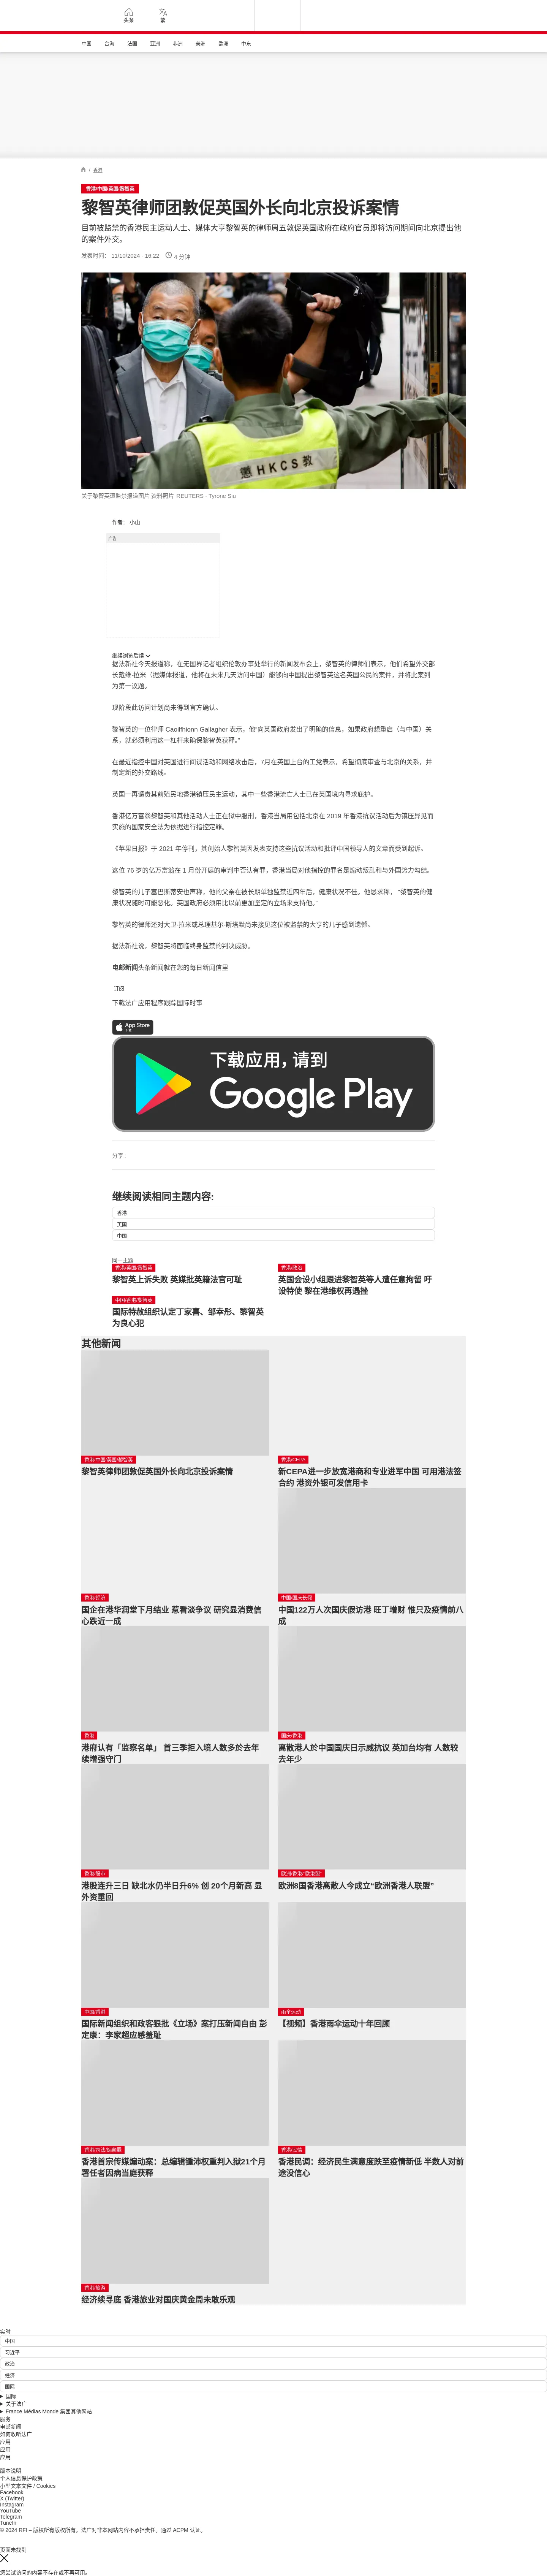 头条
繁
中国
台海
法国
亚洲
非洲
美洲
欧洲
中东
/ 香港
香港/中国/英国/黎智英
黎智英律师团敦促英国外长向北京投诉案情
目前被监禁的香港民主运动人士、媒体大亨黎智英的律师周五敦促英国政府在政府官员即将访问期间向北京提出他
的案件外交。
发表时间： 11/10/2024 - 16:22
4 分钟
HKCS
关于黎智英遭监禁报道图片 资料照片 REUTERS - Tyrone Siu
作者： 小山
广告
继续浏览后续
据法新社今天报道称，在无国界记者组织伦敦办事处举行的新闻发布会上，黎智英的律师们表示，他们希望外交部
长戴维·拉米（据媒体报道，他将在未来几天访问中国）能够向中国提出黎智英这名英国公民的案件，并将此案列
为第一议题。
现阶段此访问计划尚未得到官方确认。
黎智英的一位律师 Caoilfhionn Gallagher 表示，他“向英国政府发出了明确的信息，如果政府想重启（与中国）关
系，就必须利用这一杠杆来确保黎智英获释。”
在最近指控中国对英国进行间谍活动和网络攻击后，7月在英国上台的工党表示，希望彻底审查与北京的关系，并
制定新的外交路线。
英国一再谴责其前殖民地香港镇压民主运动，其中一些香港流亡人士已在英国境内寻求庇护。
香港亿万富翁黎智英和其他活动人士正在狱中服刑，香港当局用包括北京在 2019 年香港抗议活动后为镇压异见而
实施的国家安全法为依据进行指控定罪。
《苹果日报》于 2021 年停刊，其创始人黎智英因发表支持这些抗议活动和批评中国领导人的文章而受到起诉。
这位 76 岁的亿万富翁在 1 月份开庭的审判中否认有罪，香港当局对他指控的罪名是煽动叛乱和与外国势力勾结。
黎智英的儿子塞巴斯蒂安也声称，他的父亲在被长期单独监禁近四年后，健康状况不佳。他恳求称， “黎智英的健
康状况随时可能恶化。英国政府必须用比以前更加坚定的立场来支持他。”
黎智英的律师还对大卫·拉米或总理基尔·斯塔默尚未接见这位被监禁的大亨的儿子感到遗憾。
据法新社说，黎智英将面临终身监禁的判决威胁。
电邮新闻头条新闻就在您的每日新闻信里
订阅
下载法广应用程序跟踪国际时事
App Store
下载
下载应用，请到
Google Play
分享 :
继续阅读相同主题内容:
香港
英国
中国
同一主题
香港/英国/黎智英
黎智英上诉失败 英媒批英籍法官可耻
香港/政治
英国会设小组跟进黎智英等人遭任意拘留 吁
设特使 黎在港维权再遇挫
中国/香港/黎智英
国际特赦组织认定丁家喜、邹幸彤、黎智英
为良心犯
其他新闻
香港/中国/英国/黎智英
黎智英律师团敦促英国外长向北京投诉案情
香港/CEPA
新CEPA进一步放宽港商和专业进军中国 可用港法签
合约 港资外银可发信用卡
香港/经济
国企在港华润堂下月结业 惹看淡争议 研究显消费信
心跌近一成
中国/国庆长假
中国122万人次国庆假访港 旺丁增财 惟只及疫情前八
成
香港
港府认有「监察名单」 首三季拒入境人数多於去年
续增强守门
国庆/香港
离散港人於中国国庆日示威抗议 英加台均有 人数较
去年少
香港/股市
港股连升三日 缺北水仍半日升6% 创 20个月新高 显
外资重回
欧洲/香港/“欧港盟”
欧洲8国香港离散人今成立“欧洲香港人联盟”
中国/香港
国际新闻组织和政客狠批《立场》案打压新闻自由 彭
定康：李家超应感羞耻
雨伞运动
【视频】香港雨伞运动十年回顾
香港/司法/煽颠罪
香港首宗传媒煽动案：总编辑锺沛权重判入狱21个月
署任者因病当庭获释
香港/民情
香港民调：经济民生满意度跌至疫情新低 半数人对前
途没信心
香港/旅游
经济续寻底 香港旅业对国庆黄金周未敢乐观
实时
中国
习近平
政治
经济
国际
国际
关于法广
France Médias Monde 集团其他网站
服务
电邮新闻
如何收听法广
应用
应用
应用
版本说明
个人信息保护政策
小型文本文件 / Cookies
Facebook
X (Twitter)
Instagram
YouTube
Telegram
TuneIn
© 2024 RFI – 版权所有版权所有。法广对非本网站内容不承担责任。通过 ACPM 认证。
页面未找到
您尝试访问的内容不存在或不再可用。